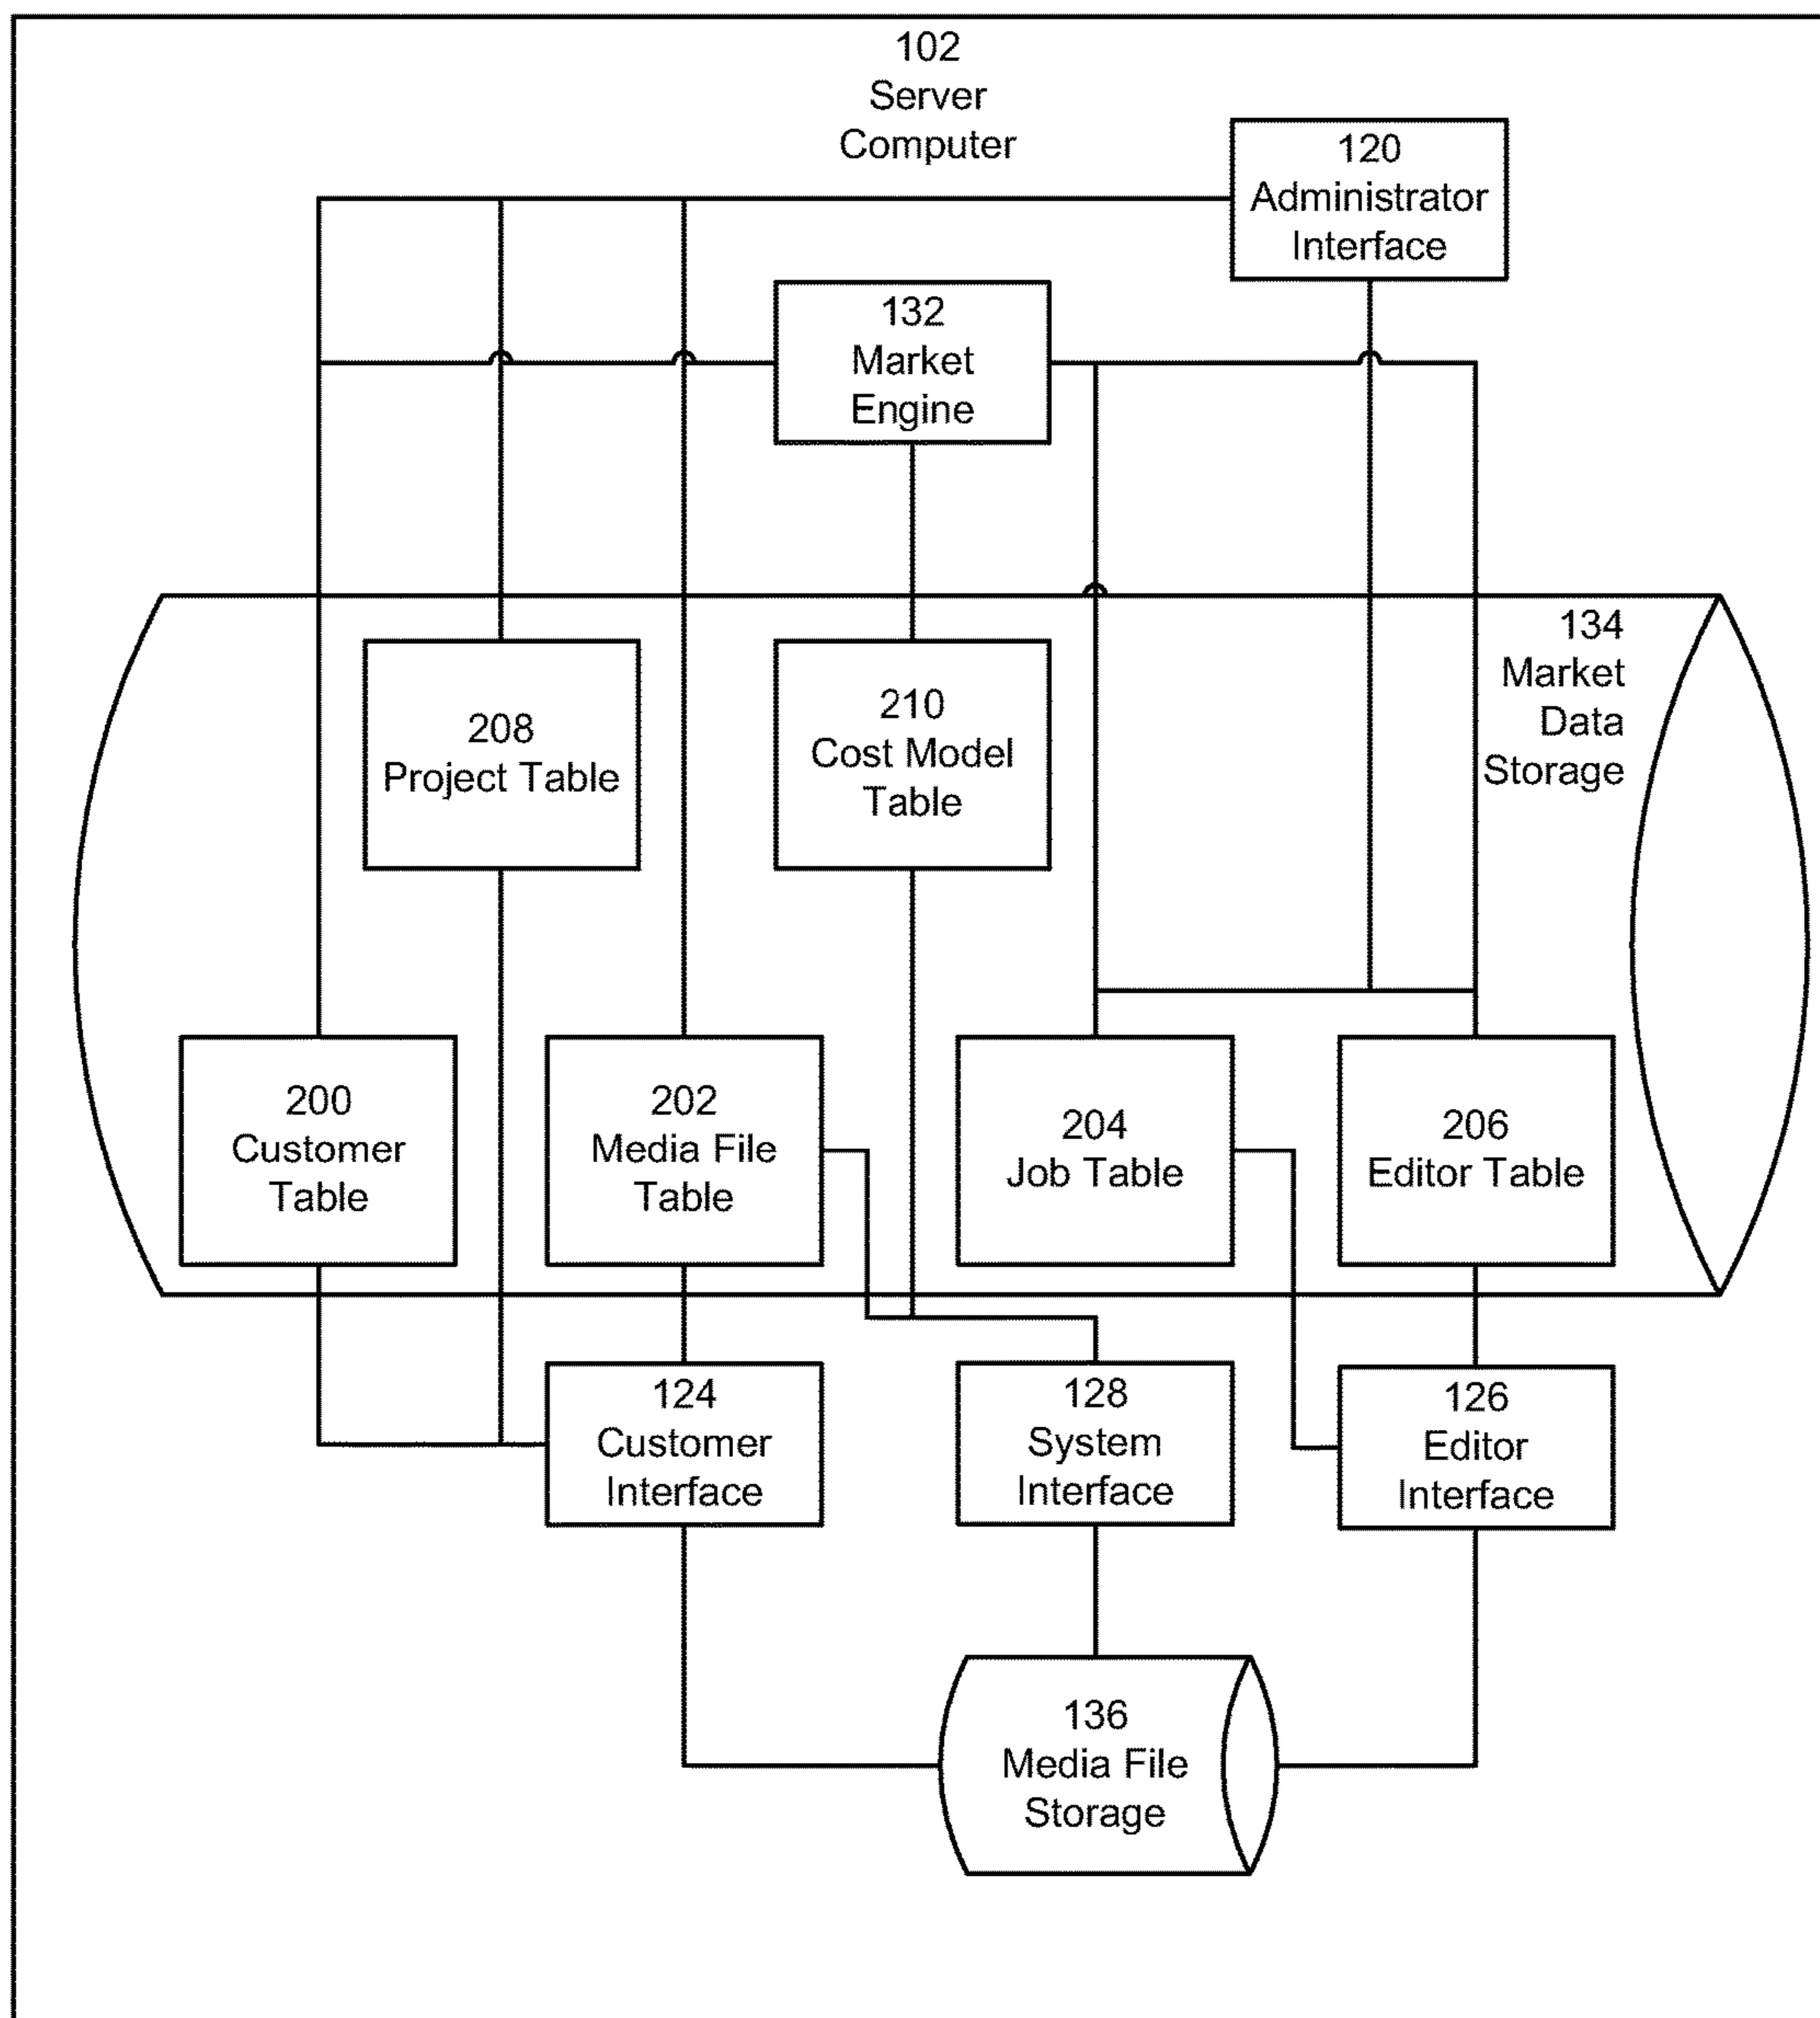 102
Server
Computer
120
Administrator
Interface
132
Market
Engine
134
Market
Data
Storage
208
Project Table
210
Cost Model
Table
200
Customer
Table
202
Media File
Table
204
Job Table
206
Editor Table
124
Customer
Interface
128
System
Interface
126
Editor
Interface
136
Media File
Storage